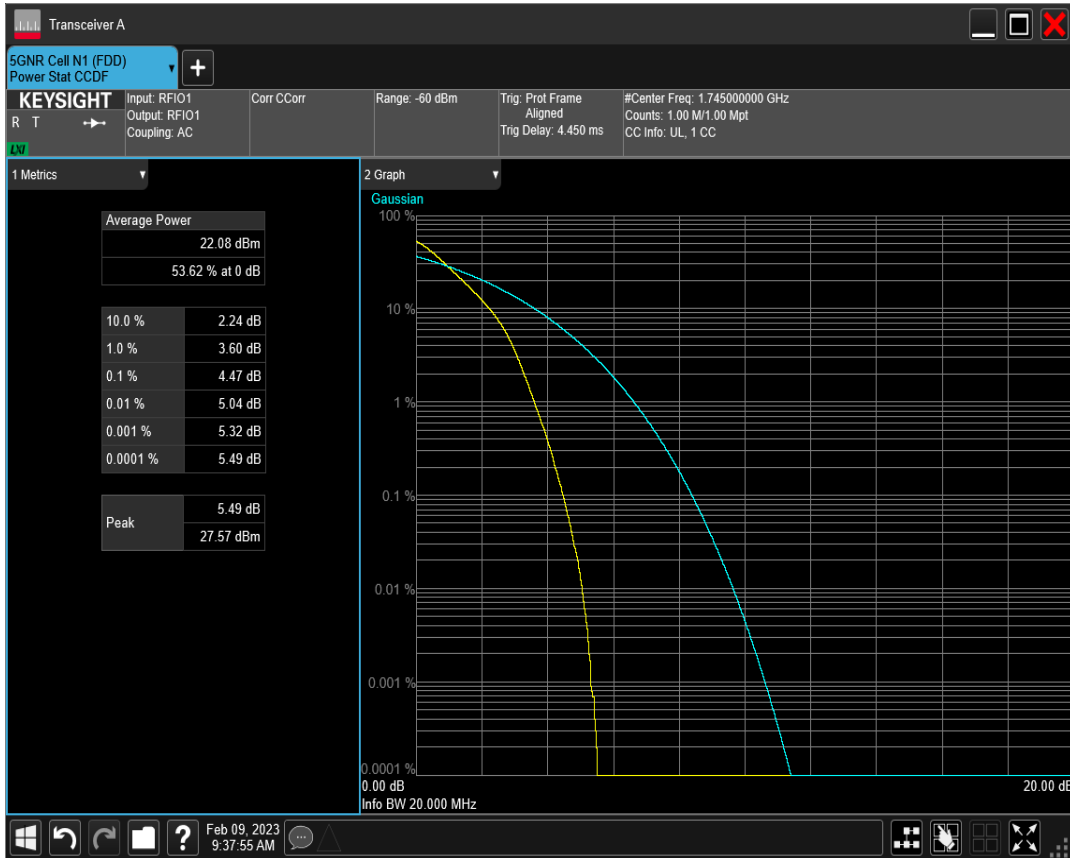 Transceiver A
5GNR Cell N1 (FDD)
Power Stat CCDF
+
KEYSIGHT
R T
LXI
Input: RFIO1
Output: RFIO1
Coupling: AC
Corr CCorr
Range: -60 dBm
Trig: Prot Frame
Aligned
Trig Delay: 4.450 ms
#Center Freq: 1.745000000 GHz
Counts: 1.00 M/1.00 Mpt
CC Info: UL, 1 CC
1 Metrics
Average Power
22.08 dBm
53.62 % at 0 dB
10.0 % 2.24 dB
1.0 % 3.60 dB
0.1 % 4.47 dB
0.01 % 5.04 dB
0.001 % 5.32 dB
0.0001 % 5.49 dB
Peak
5.49 dB
27.57 dBm
2 Graph
Gaussian
100 %
10 %
1 %
0.1 %
0.01 %
0.001 %
0.0001 %
0.00 dB 20.00 dB
Info BW 20.000 MHz
?
Feb 09, 2023
9:37:55 AM